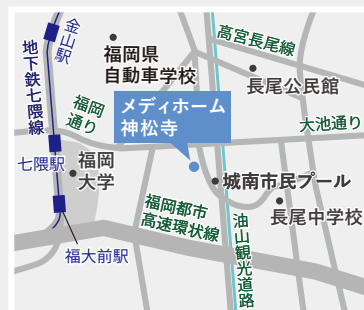 金山駅
地下鉄七隈線
福岡県
自動車学校
高宮長尾線
長尾公民館
福岡
通り
メディホーム
神松寺
大池通り
七隈駅
福岡
大学
城南市民プール
長尾中学校
福岡都市
高速環状線
油山観光道路
福大前駅